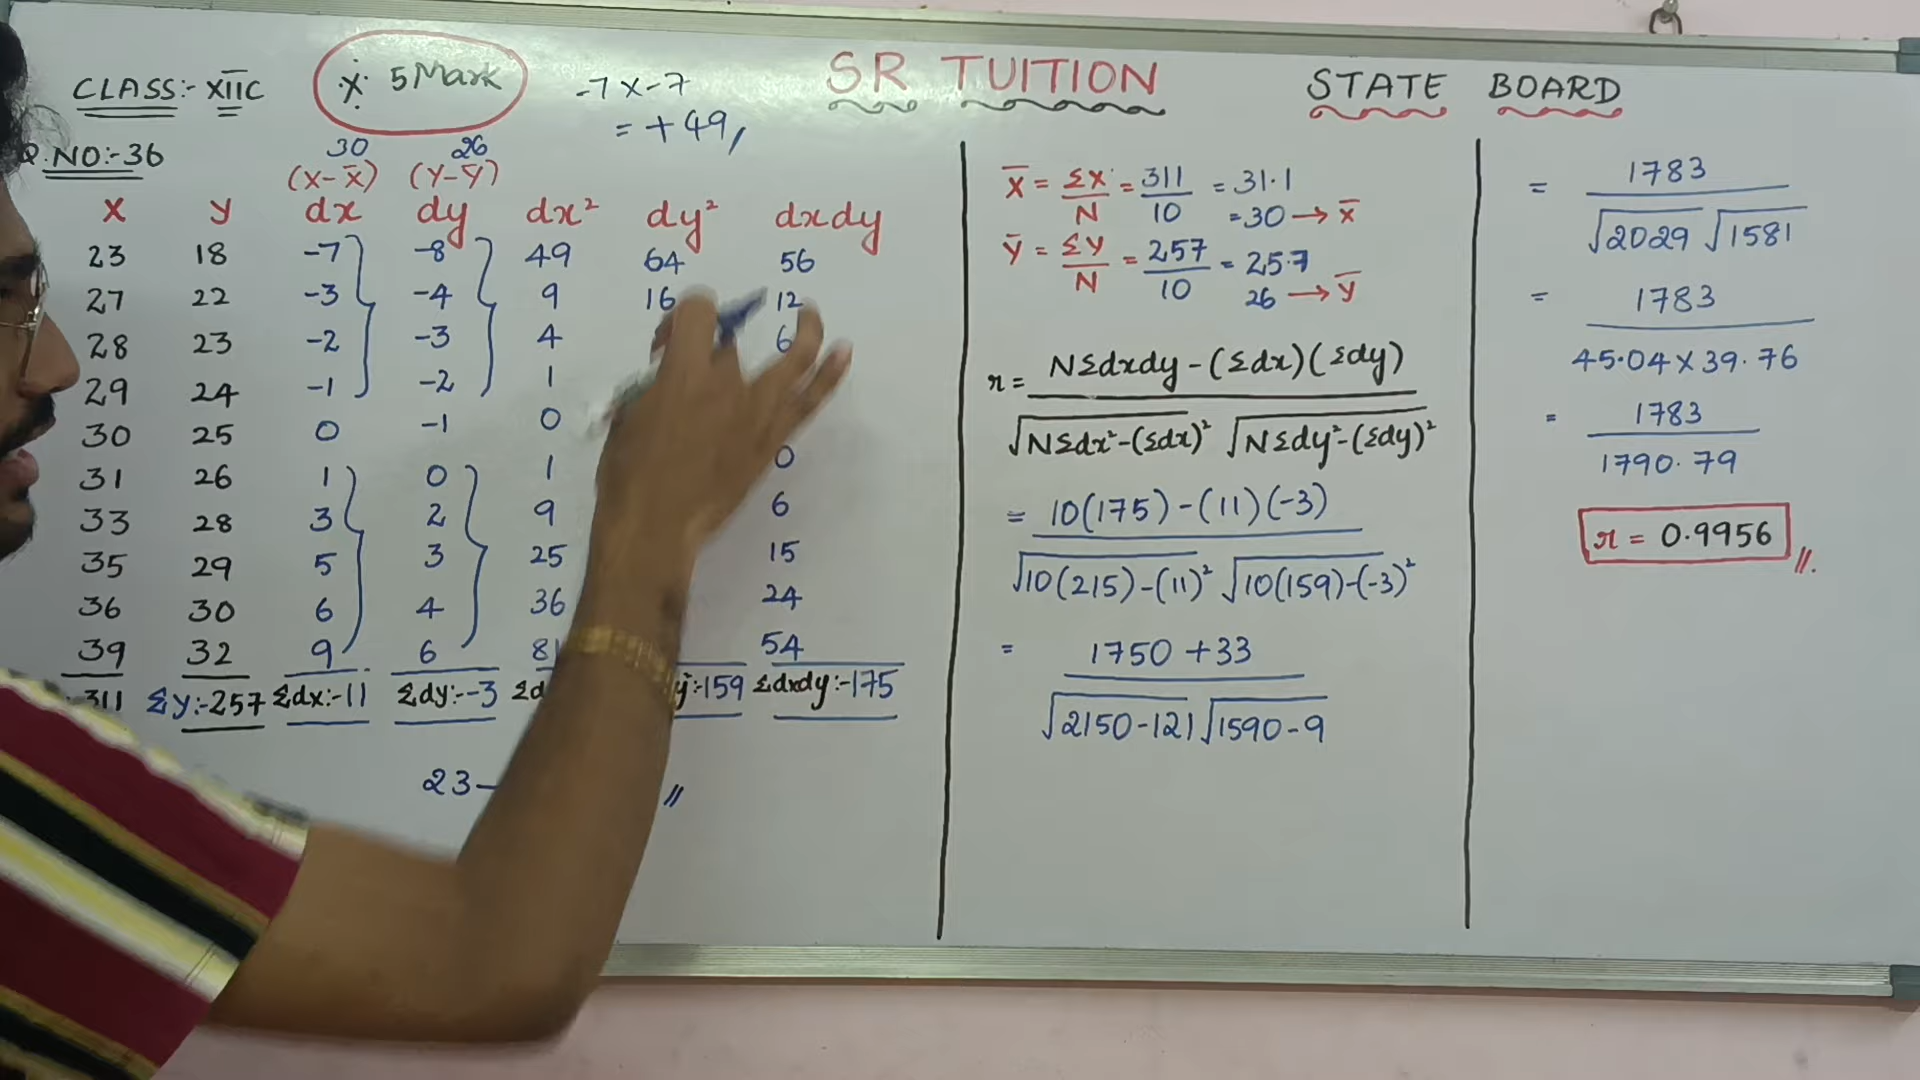 CLASS:- XIIC
⁜ 5 Mark
-7 x -7
= +49,
SR TUITION
STATE BOARD
Q.NO:-36
30 26
(X-X̄) (Y-Ȳ)
X Y dx dy dx² dy² dxdy
23 18 -7 -8 49 64 56
27 22 -3 -4 9 16 12
28 23 -2 -3 4 6
29 24 -1 -2 1
30 25 0 -1 0
31 26 1 0 1 0
33 28 3 2 9 6
35 29 5 3 25 15
36 30 6 4 36 24
39 32 9 6 81 54
311 Σy:-257 Σdx:-11 Σdy:--3 Σd y²:-159 Σdxdy:-175
23-
X̄ = ΣX/N = 311/10 = 31.1
=30 → X̄
Ȳ = ΣY/N = 257/10 = 25.7
26 → Ȳ
r = NΣdxdy - (Σdx)(Σdy)
√NΣdx²-(Σdx)² √NΣdy²-(Σdy)²
= 10(175) - (11)(-3)
√10(215)-(11)² √10(159)-(-3)²
= 1750 + 33
√2150-121 √1590-9
= 1783
√2029 √1581
= 1783
45.04 x 39.76
= 1783
1790.79
r = 0.9956